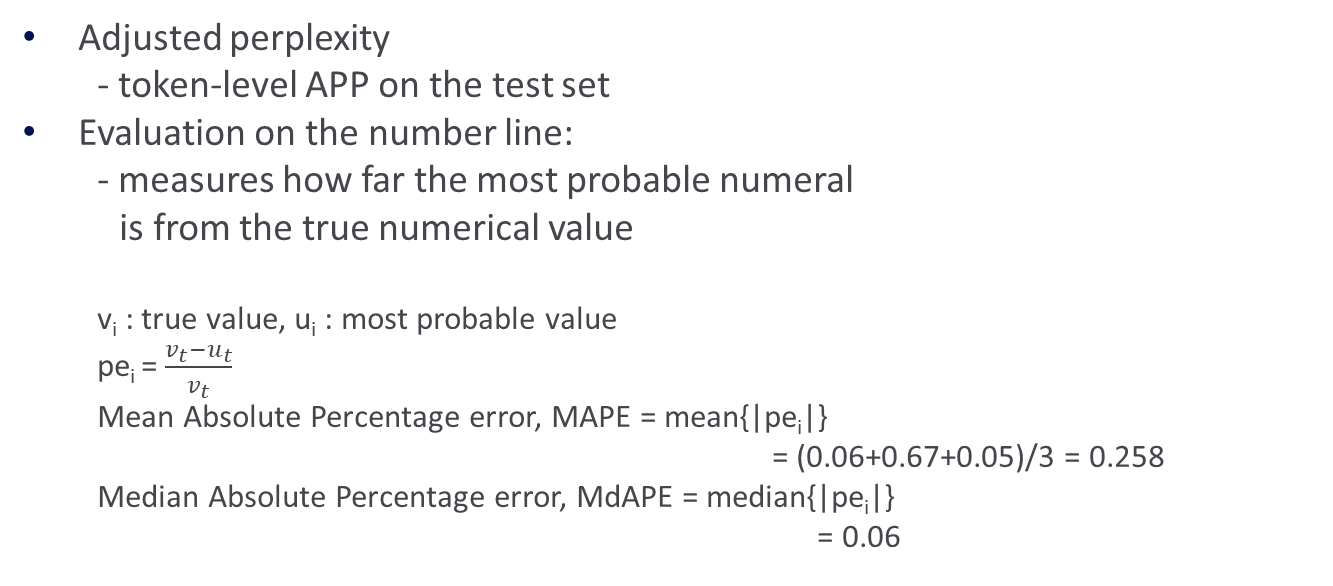 • Adjusted perplexity
- token-level APP on the test set
• Evaluation on the number line:
- measures how far the most probable numeral
is from the true numerical value
vᵢ : true value, uᵢ : most probable value
peᵢ = (v_t−u_t)/v_t
Mean Absolute Percentage error, MAPE = mean{|peᵢ|}
= (0.06+0.67+0.05)/3 = 0.258
Median Absolute Percentage error, MdAPE = median{|peᵢ|}
= 0.06